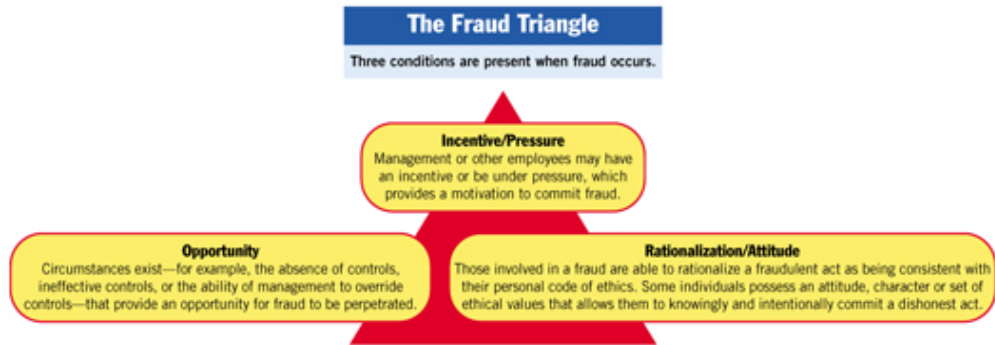 The Fraud Triangle
Three conditions are present when fraud occurs.
Incentive/Pressure
Management or other employees may have
an incentive or be under pressure, which
provides a motivation to commit fraud.
Opportunity
Circumstances exist—for example, the absence of controls,
ineffective controls, or the ability of management to override
controls—that provide an opportunity for fraud to be perpetrated.
Rationalization/Attitude
Those involved in a fraud are able to rationalize a fraudulent act as being consistent with
their personal code of ethics. Some individuals possess an attitude, character or set of
ethical values that allows them to knowingly and intentionally commit a dishonest act.